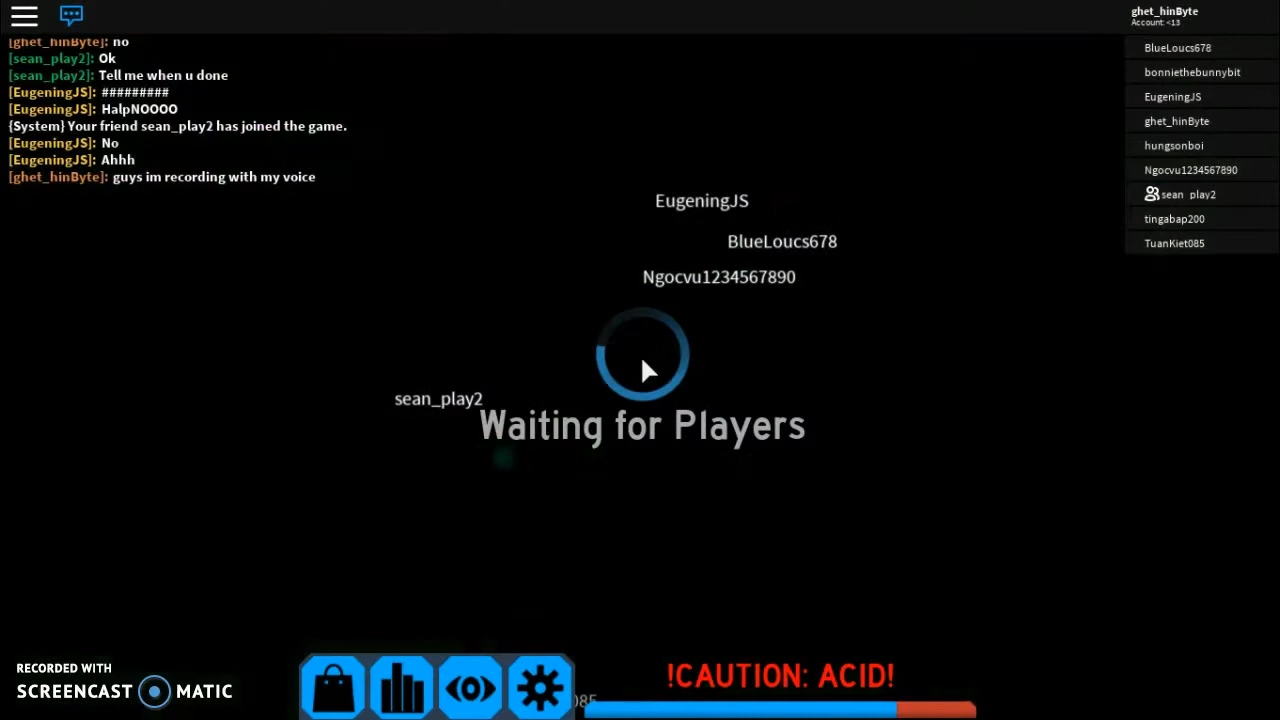 ghet_hinByte
Account: <13
[ghet_hinByte]: no
[sean_play2]: Ok
[sean_play2]: Tell me when u done
[EugeningJS]: #########
[EugeningJS]: HalpNOOOO
{System} Your friend sean_play2 has joined the game.
[EugeningJS]: No
[EugeningJS]: Ahhh
[ghet_hinByte]: guys im recording with my voice
BlueLoucs678
bonniethebunnybit
EugeningJS
ghet_hinByte
hungsonboi
Ngocvu1234567890
sean_play2
tingabap200
TuanKiet085
EugeningJS
BlueLoucs678
Ngocvu1234567890
sean_play2
Waiting for Players
!CAUTION: ACID!
085
RECORDED WITH
SCREENCAST MATIC